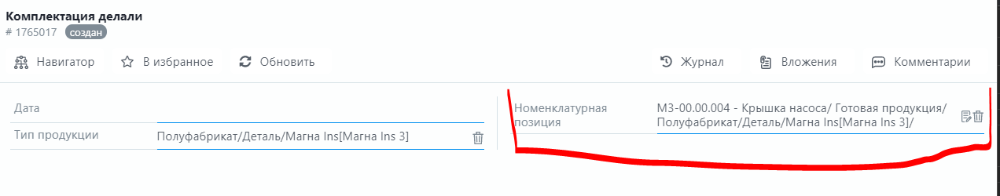 Комплектация делали
# 1765017 создан
Навигатор В избранное Обновить Журнал Вложения Комментарии
Дата
Тип продукции Полуфабрикат/Деталь/Магна Ins[Магна Ins 3]
Номенклатурная
позиция
М3-00.00.004 - Крышка насоса/ Готовая продукция/
Полуфабрикат/Деталь/Магна Ins[Магна Ins 3]/